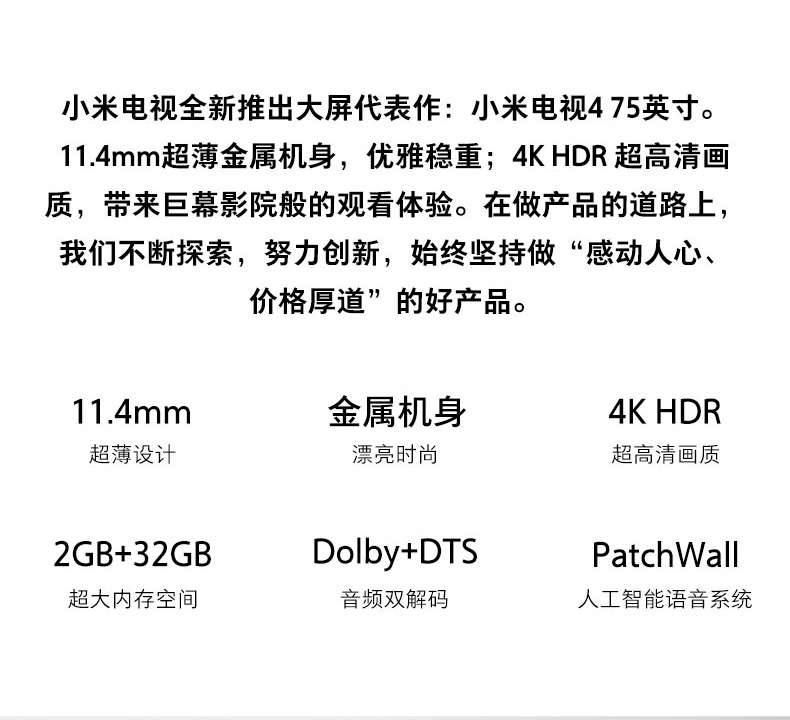 小米电视全新推出大屏代表作：小米电视4 75英寸。
11.4mm超薄金属机身，优雅稳重；4K HDR 超高清画
质，带来巨幕影院般的观看体验。在做产品的道路上，
我们不断探索，努力创新，始终坚持做“感动人心、
价格厚道”的好产品。
11.4mm
超薄设计
金属机身
漂亮时尚
4K HDR
超高清画质
2GB+32GB
超大内存空间
Dolby+DTS
音频双解码
PatchWall
人工智能语音系统